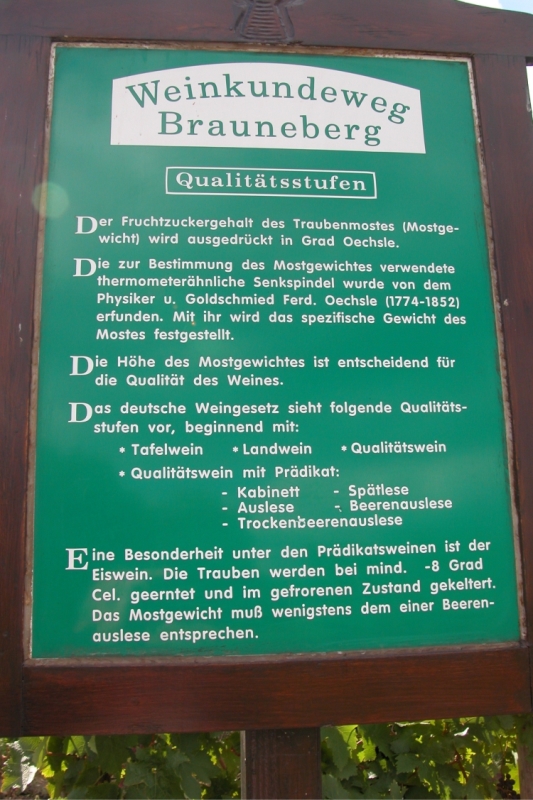 Weinkundeweg
Brauneberg
Qualitätsstufen
Der Fruchtzuckergehalt des Traubenmostes (Mostge-
wicht) wird ausgedrückt in Grad Oechsle.
Die zur Bestimmung des Mostgewichtes verwendete
thermometerähnliche Senkspindel wurde von dem
Physiker u. Goldschmied Ferd. Oechsle (1774-1852)
erfunden. Mit ihr wird das spezifische Gewicht des
Mostes festgestellt.
Die Höhe des Mostgewichtes ist entscheidend für
die Qualität des Weines.
Das deutsche Weingesetz sieht folgende Qualitäts-
stufen vor, beginnend mit:
* Tafelwein * Landwein * Qualitätswein
* Qualitätswein mit Prädikat:
- Kabinett - Spätlese
- Auslese - Beerenauslese
- Trockenbeerenauslese
Eine Besonderheit unter den Prädikatsweinen ist der
Eiswein. Die Trauben werden bei mind. -8 Grad
Cel. geerntet und im gefrorenen Zustand gekeltert.
Das Mostgewicht muß wenigstens dem einer Beeren-
auslese entsprechen.